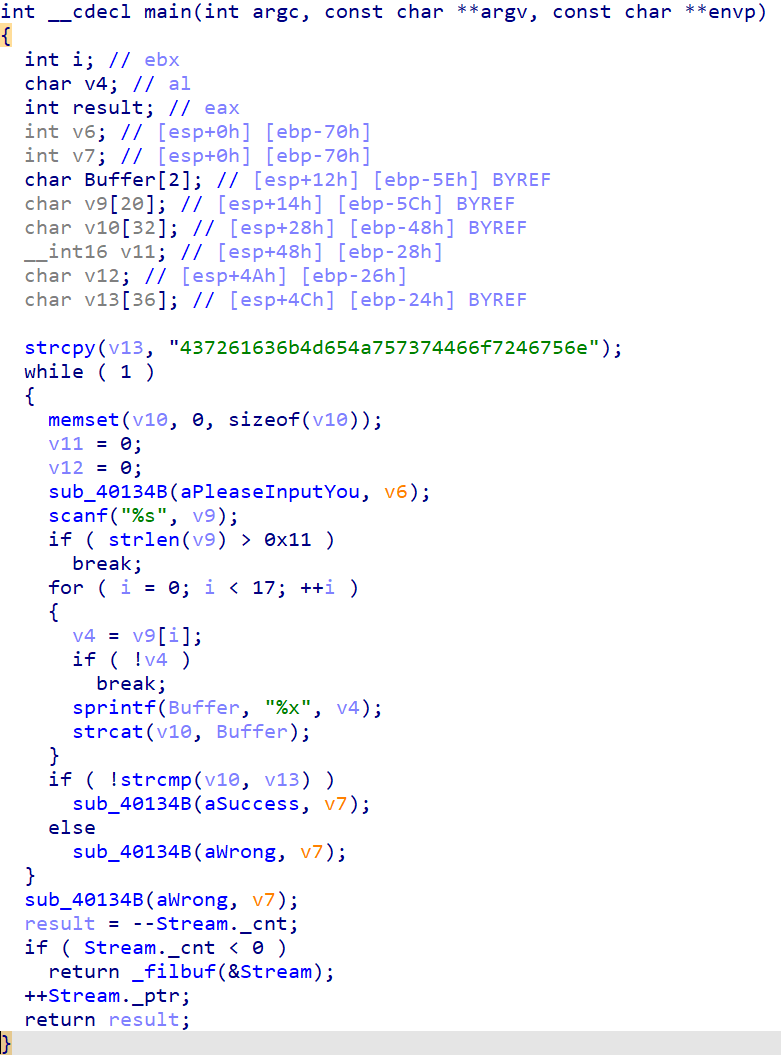 int __cdecl main(int argc, const char **argv, const char **envp)
{
  int i; // ebx
  char v4; // al
  int result; // eax
  int v6; // [esp+0h] [ebp-70h]
  int v7; // [esp+0h] [ebp-70h]
  char Buffer[2]; // [esp+12h] [ebp-5Eh] BYREF
  char v9[20]; // [esp+14h] [ebp-5Ch] BYREF
  char v10[32]; // [esp+28h] [ebp-48h] BYREF
  __int16 v11; // [esp+48h] [ebp-28h]
  char v12; // [esp+4Ah] [ebp-26h]
  char v13[36]; // [esp+4Ch] [ebp-24h] BYREF

  strcpy(v13, "437261636b4d654a757374466f7246756e");
  while ( 1 )
  {
    memset(v10, 0, sizeof(v10));
    v11 = 0;
    v12 = 0;
    sub_40134B(aPleaseInputYou, v6);
    scanf("%s", v9);
    if ( strlen(v9) > 0x11 )
      break;
    for ( i = 0; i < 17; ++i )
    {
      v4 = v9[i];
      if ( !v4 )
        break;
      sprintf(Buffer, "%x", v4);
      strcat(v10, Buffer);
    }
    if ( !strcmp(v10, v13) )
      sub_40134B(aSuccess, v7);
    else
      sub_40134B(aWrong, v7);
  }
  sub_40134B(aWrong, v7);
  result = --Stream._cnt;
  if ( Stream._cnt < 0 )
    return _filbuf(&Stream);
  ++Stream._ptr;
  return result;
}